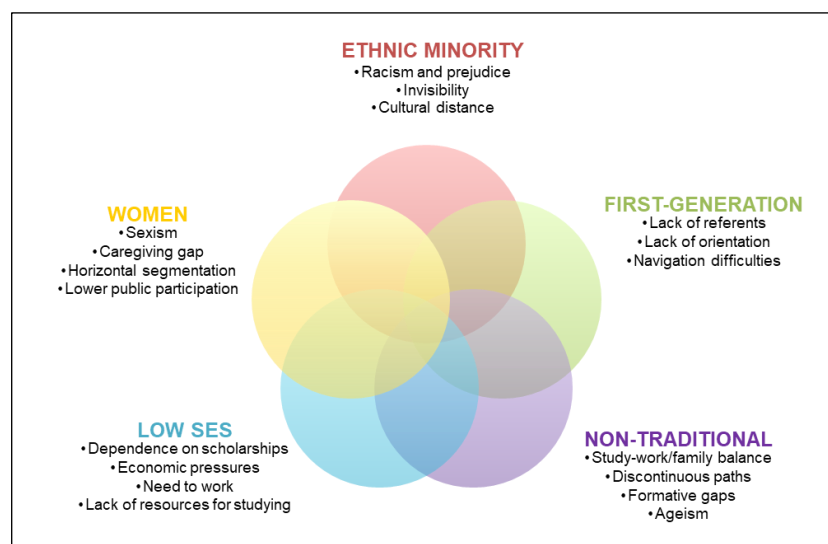 ETHNIC MINORITY
•Racism and prejudice
•Invisibility
•Cultural distance
WOMEN
•Sexism
•Caregiving gap
•Horizontal segmentation
•Lower public participation
FIRST-GENERATION
•Lack of referents
•Lack of orientation
•Navigation difficulties
LOW SES
•Dependence on scholarships
•Economic pressures
•Need to work
•Lack of resources for studying
NON-TRADITIONAL
•Study-work/family balance
•Discontinuous paths
•Formative gaps
•Ageism